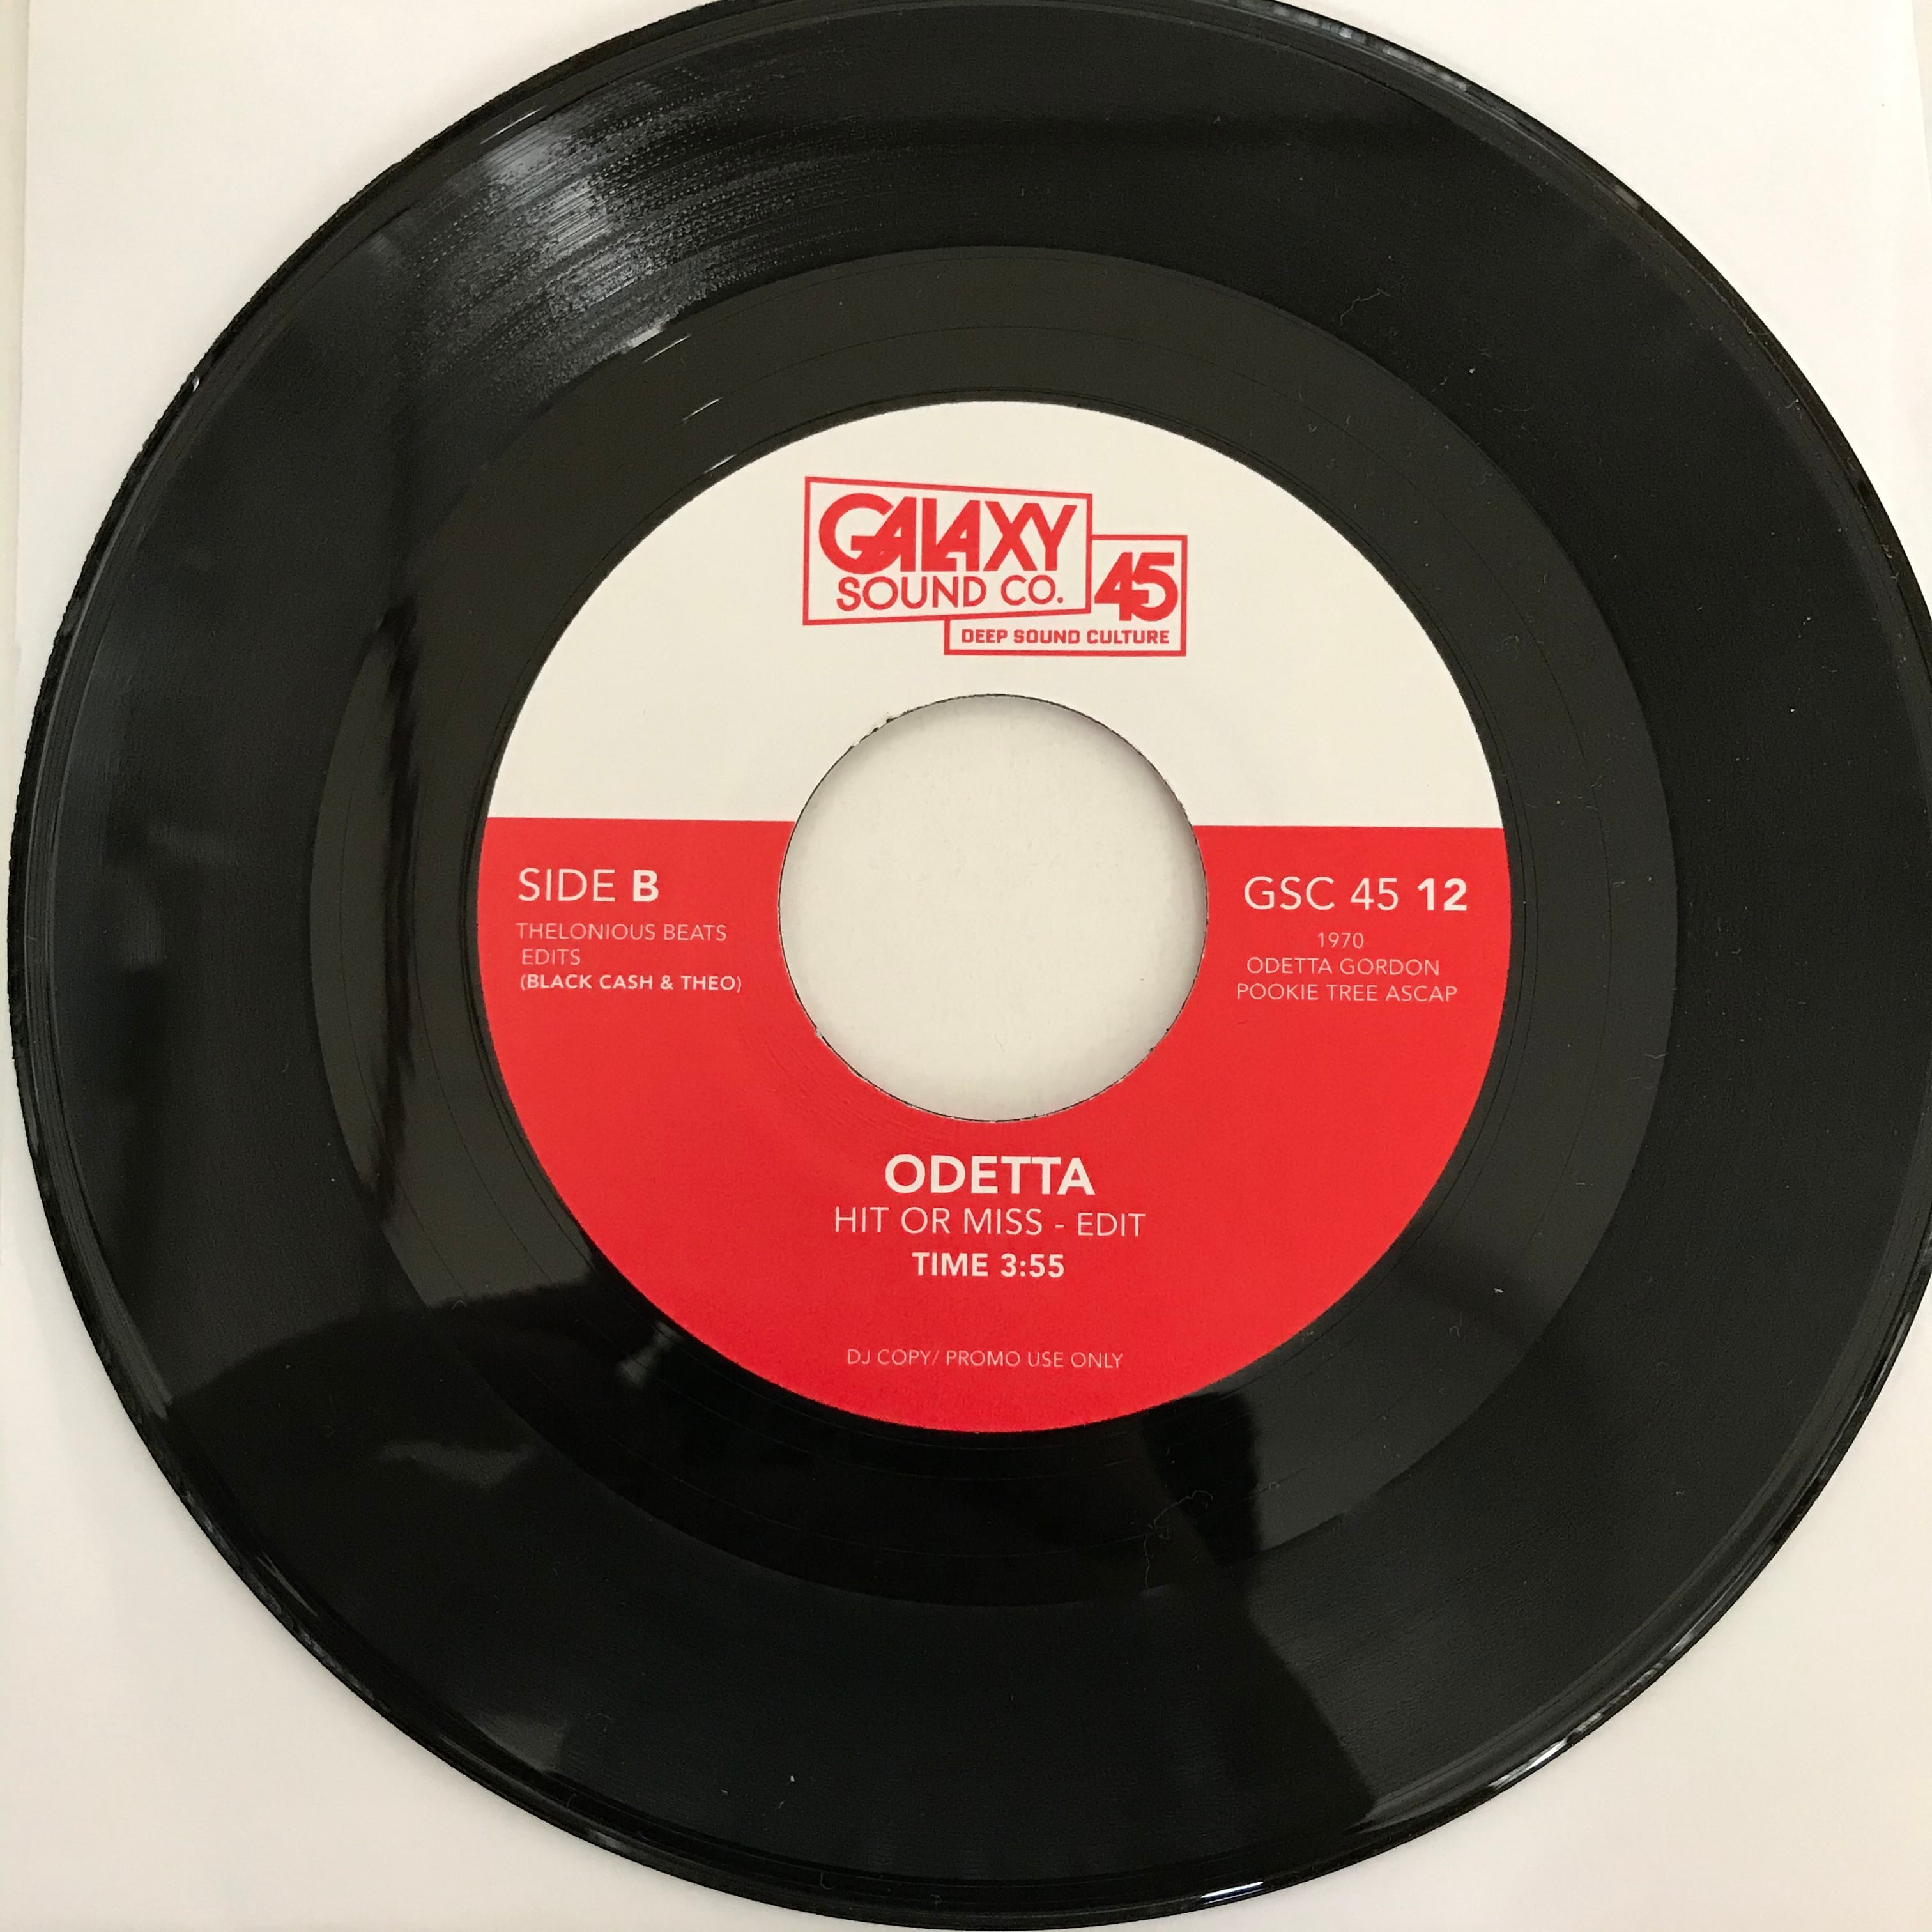 GALAXY
SOUND CO.
45
DEEP SOUND CULTURE
SIDE B
THELONIOUS BEATS
EDITS
(BLACK CASH & THEO)
GSC 45 12
1970
ODETTA GORDON
POOKIE TREE ASCAP
ODETTA
HIT OR MISS - EDIT
TIME 3:55
DJ COPY/ PROMO USE ONLY